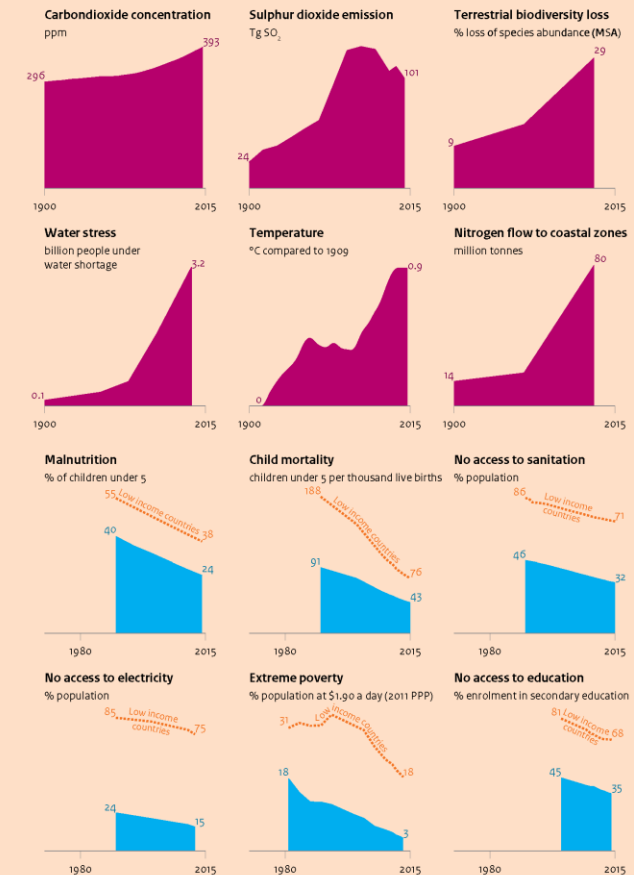 Carbondioxide concentration
ppm
296
393
1900
2015
Sulphur dioxide emission
Tg SO2
24
101
1900
2015
Terrestrial biodiversity loss
% loss of species abundance (MSA)
9
29
1900
2015
Water stress
billion people under
water shortage
0.1
3.2
1900
2015
Temperature
°C compared to 1909
0
0.9
1900
2015
Nitrogen flow to coastal zones
million tonnes
14
80
1900
2015
Malnutrition
% of children under 5
55
Low income countries
38
40
24
1980
2015
Child mortality
children under 5 per thousand live births
188
Low income countries
76
91
43
1980
2015
No access to sanitation
% population
86
Low income
countries
71
46
32
1980
2015
No access to electricity
% population
85
Low income
countries
75
24
15
1980
2015
Extreme poverty
% population at $1.90 a day (2011 PPP)
31
Low income countries
18
18
3
1980
2015
No access to education
% enrolment in secondary education
81
Low income
countries
68
45
35
1980
2015